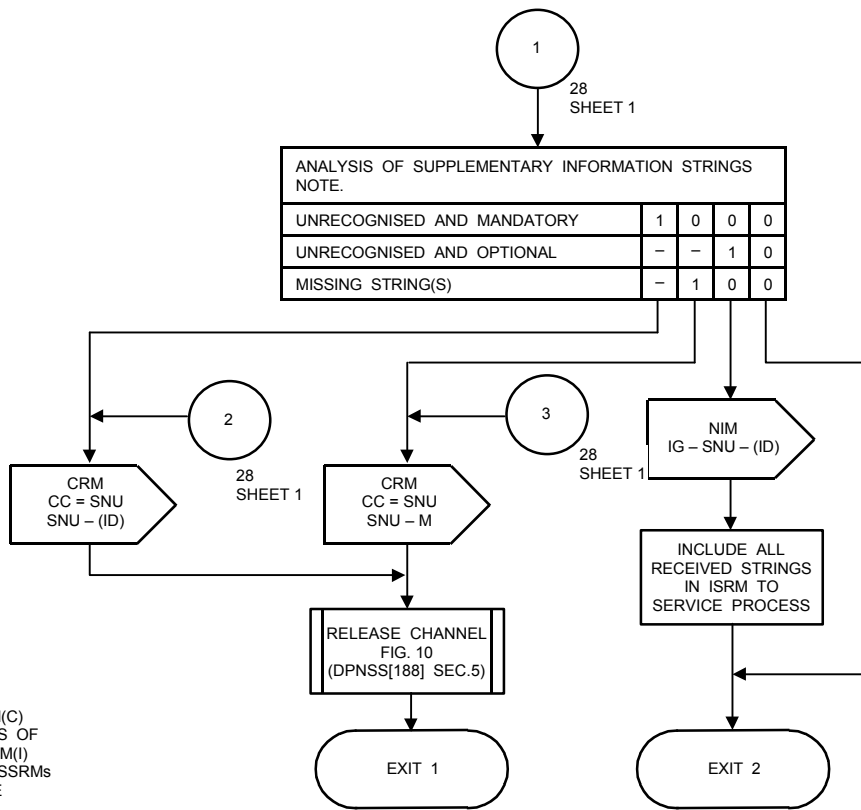 1
28
SHEET 1
ANALYSIS OF SUPPLEMENTARY INFORMATION STRINGS
NOTE.
UNRECOGNISED AND MANDATORY 1 0 0 0
UNRECOGNISED AND OPTIONAL – – 1 0
MISSING STRING(S) – 1 0 0
2
28
SHEET 1
3
28
SHEET 1
NIM
IG – SNU – (ID)
CRM
CC = SNU
SNU – (ID)
CRM
CC = SNU
SNU – M
INCLUDE ALL
RECEIVED STRINGS
IN ISRM TO
SERVICE PROCESS
RELEASE CHANNEL
FIG. 10
(DPNSS[188] SEC.5)
(C)
S OF
M(I)
SSRMs
E
EXIT 1
EXIT 2